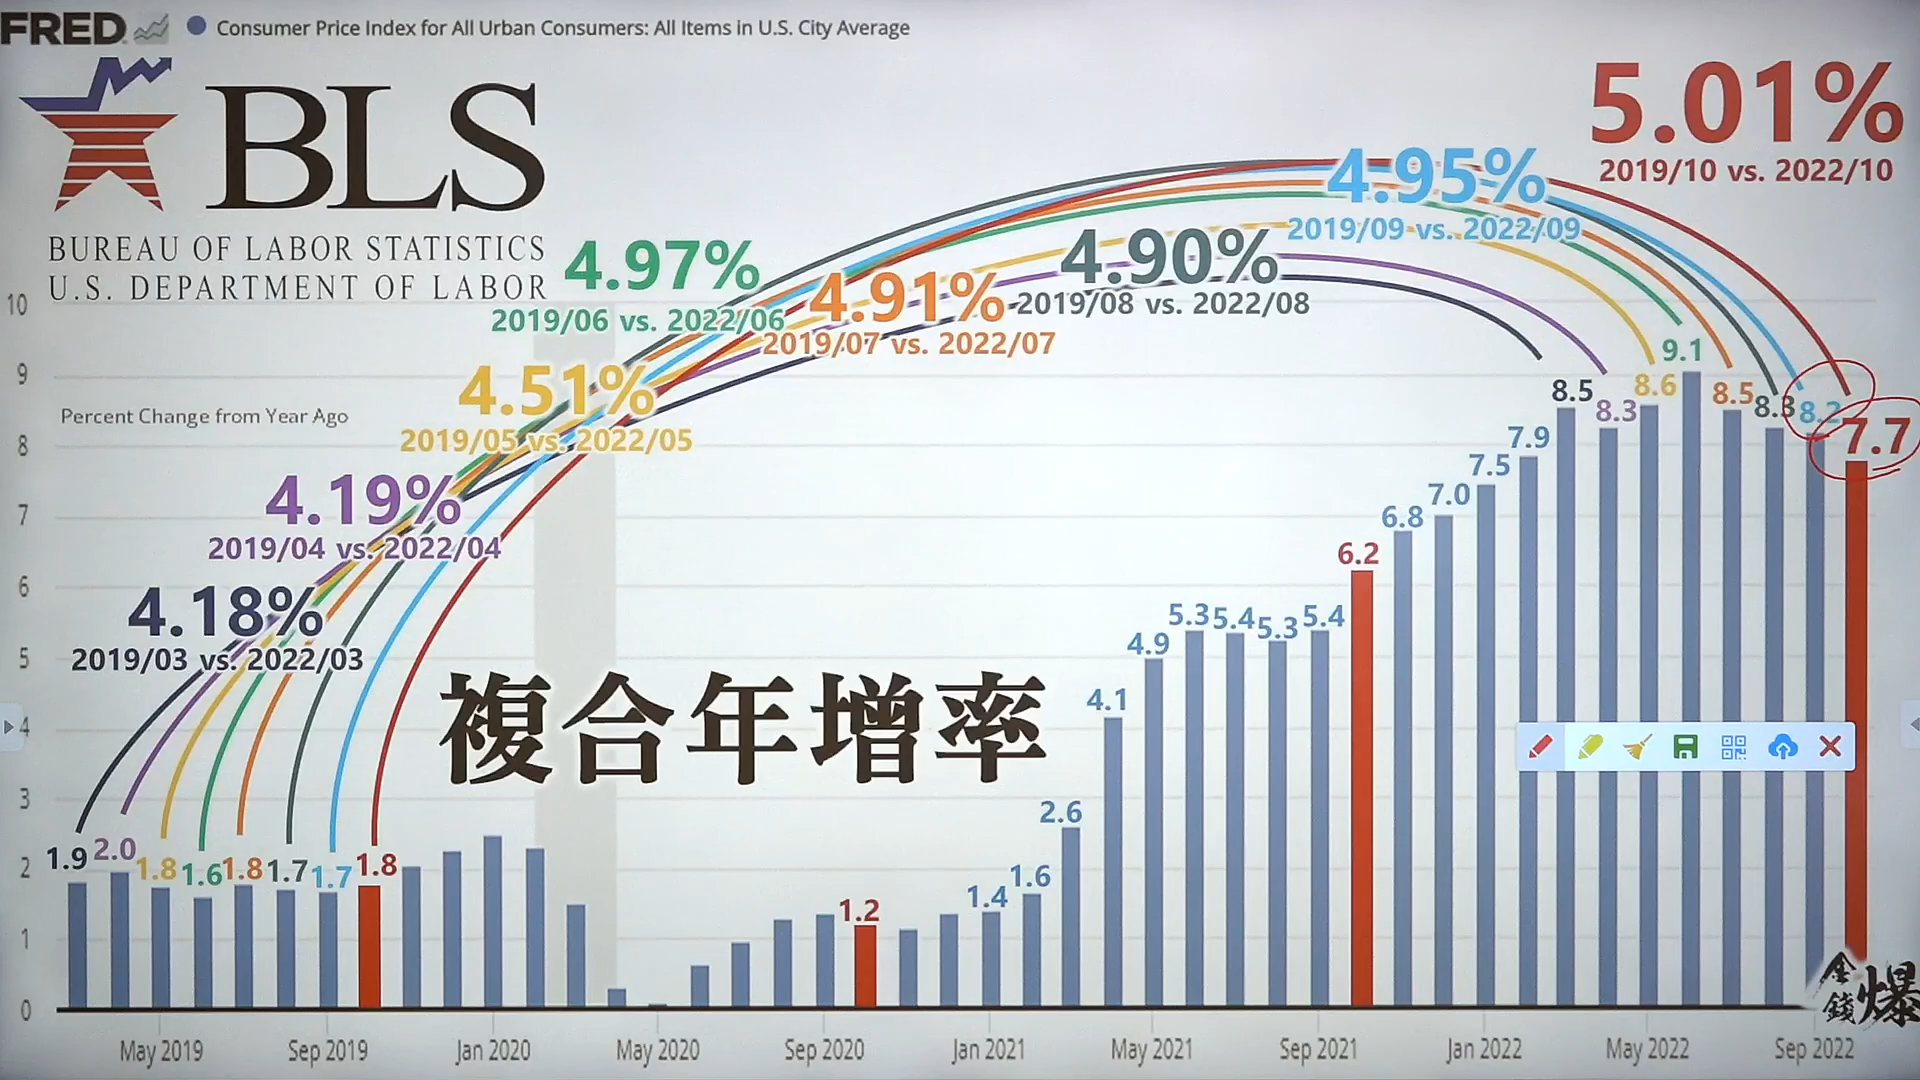 FRED
Consumer Price Index for All Urban Consumers: All Items in U.S. City Average
BLS
BUREAU OF LABOR STATISTICS
U.S. DEPARTMENT OF LABOR
5.01%
2019/10 vs. 2022/10
4.95%
2019/09 vs. 2022/09
4.90%
2019/08 vs. 2022/08
4.97%
2019/06 vs. 2022/06
4.91%
2019/07 vs. 2022/07
4.51%
2019/05 vs. 2022/05
4.19%
2019/04 vs. 2022/04
4.18%
2019/03 vs. 2022/03
Percent Change from Year Ago
複合年增率
10
9
8
7
6
5
4
3
2
1
0
1.9
2.0
1.8
1.6
1.8
1.7
1.7
1.8
1.2
1.4
1.6
2.6
4.1
4.9
5.3
5.4
5.3
5.4
6.2
6.8
7.0
7.5
7.9
8.5
8.3
8.6
9.1
8.5
8.3
8.2
7.7
May 2019
Sep 2019
Jan 2020
May 2020
Sep 2020
Jan 2021
May 2021
Sep 2021
Jan 2022
May 2022
Sep 2022
金錢爆